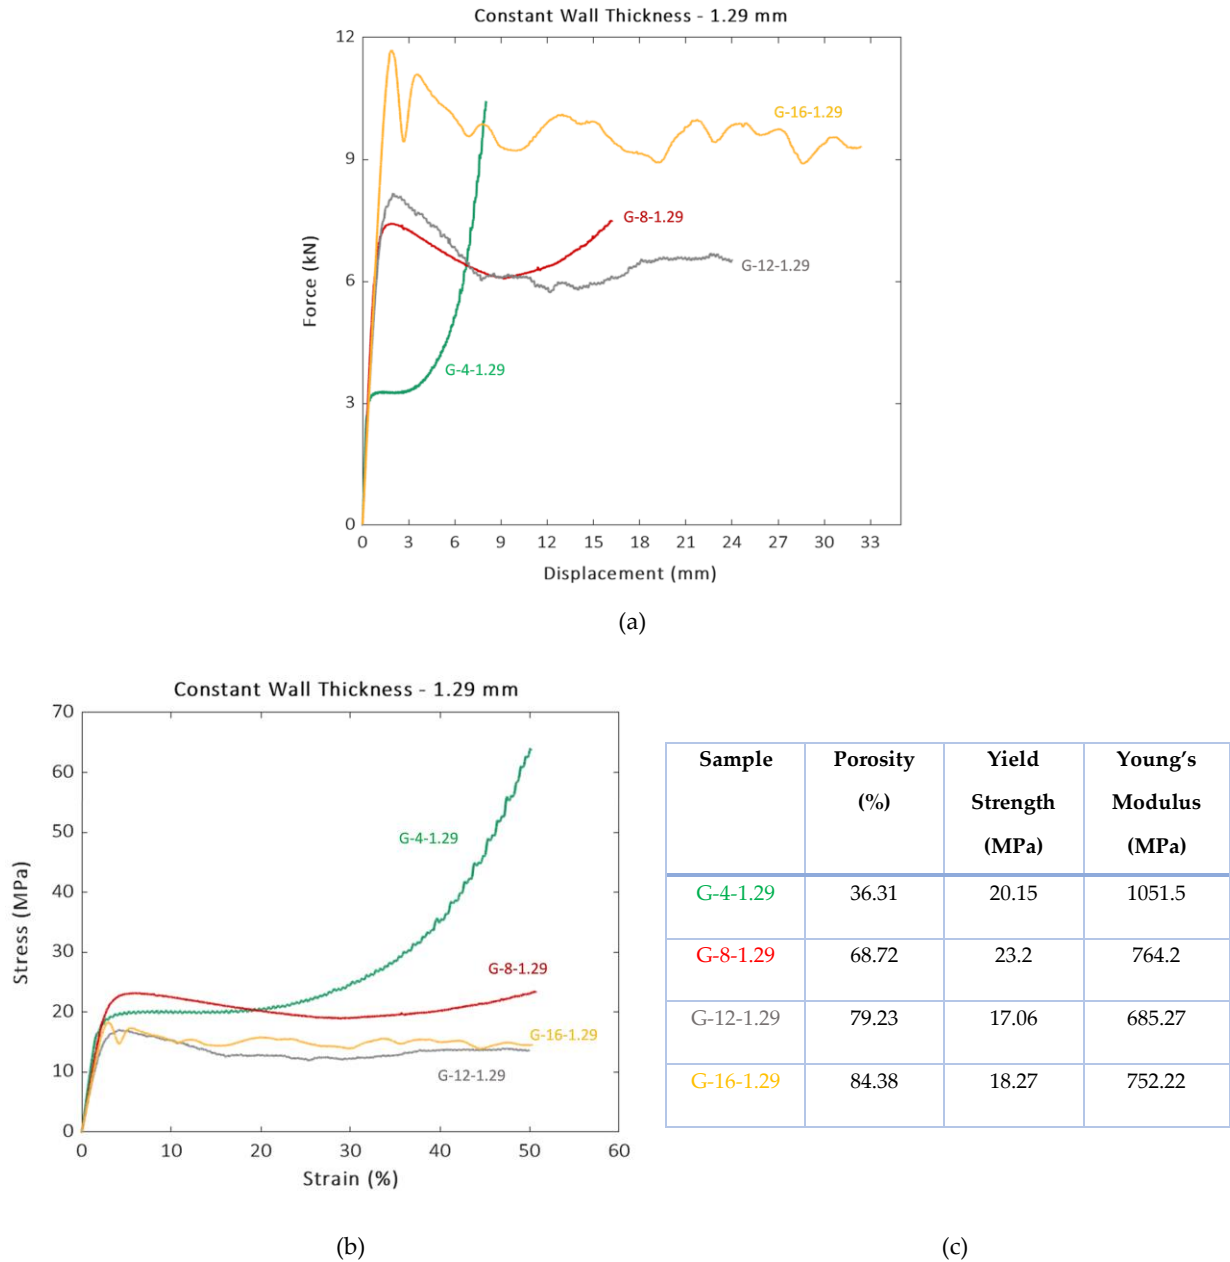 Constant Wall Thickness - 1.29 mm
12
9
6
3
0
Force (kN)
G-16-1.29
G-8-1.29
G-12-1.29
G-4-1.29
0 3 6 9 12 15 18 21 24 27 30 33
Displacement (mm)
(a)
Constant Wall Thickness - 1.29 mm
70
60
50
40
30
20
10
0
Stress (MPa)
G-4-1.29
G-8-1.29
G-16-1.29
G-12-1.29
0 10 20 30 40 50 60
Strain (%)
(b)
Sample Porosity (%) Yield Strength (MPa) Young's Modulus (MPa)
G-4-1.29 36.31 20.15 1051.5
G-8-1.29 68.72 23.2 764.2
G-12-1.29 79.23 17.06 685.27
G-16-1.29 84.38 18.27 752.22
(c)